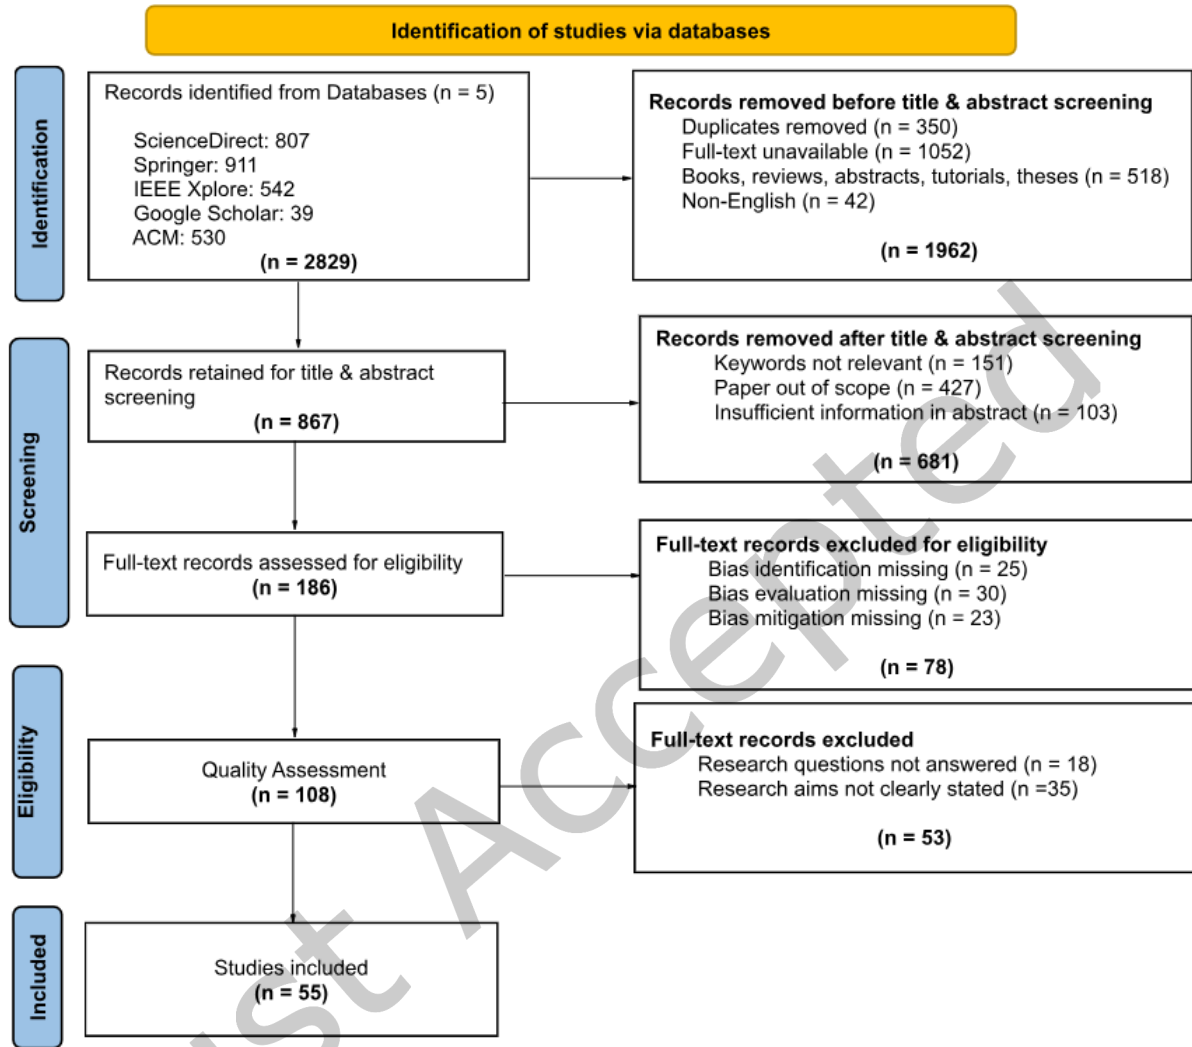 Identification of studies via databases
Identification
Records identified from Databases (n = 5)
ScienceDirect: 807
Springer: 911
IEEE Xplore: 542
Google Scholar: 39
ACM: 530
(n = 2829)
Records removed before title & abstract screening
Duplicates removed (n = 350)
Full-text unavailable (n = 1052)
Books, reviews, abstracts, tutorials, theses (n = 518)
Non-English (n = 42)
(n = 1962)
Screening
Records retained for title & abstract
screening
(n = 867)
Records removed after title & abstract screening
Keywords not relevant (n = 151)
Paper out of scope (n = 427)
Insufficient information in abstract (n = 103)
(n = 681)
Full-text records assessed for eligibility
(n = 186)
Full-text records excluded for eligibility
Bias identification missing (n = 25)
Bias evaluation missing (n = 30)
Bias mitigation missing (n = 23)
(n = 78)
Eligibility
Quality Assessment
(n = 108)
Full-text records excluded
Research questions not answered (n = 18)
Research aims not clearly stated (n =35)
(n = 53)
Included
Studies included
(n = 55)
ust Accepted